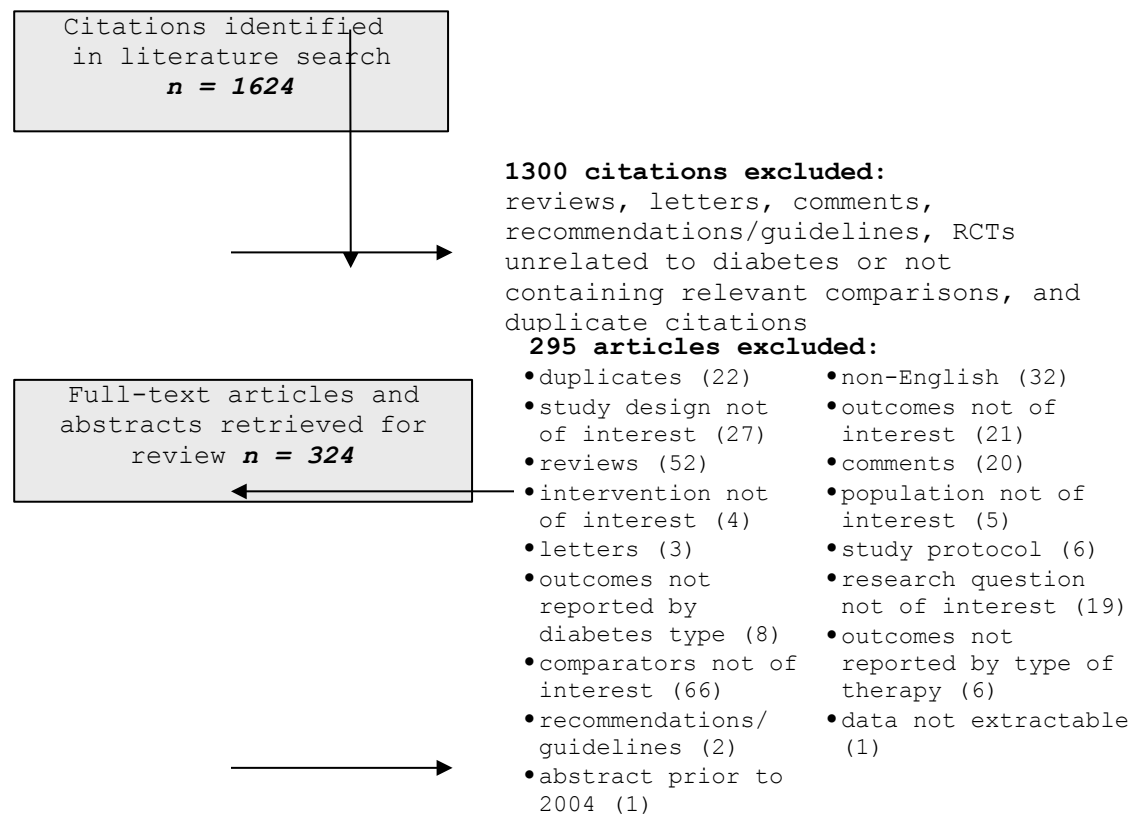 Citations identified
in literature search
n = 1624
1300 citations excluded:
reviews, letters, comments,
recommendations/guidelines, RCTs
unrelated to diabetes or not
containing relevant comparisons, and
duplicate citations
Full-text articles and
abstracts retrieved for
review n = 324
295 articles excluded:
•duplicates (22)
•study design not
of interest (27)
•reviews (52)
•intervention not
of interest (4)
•letters (3)
•outcomes not
reported by
diabetes type (8)
•comparators not of
interest (66)
•recommendations/
guidelines (2)
•abstract prior to
2004 (1)
•non-English (32)
•outcomes not of
interest (21)
•comments (20)
•population not of
interest (5)
•study protocol (6)
•research question
not of interest (19)
•outcomes not
reported by type of
therapy (6)
•data not extractable
(1)